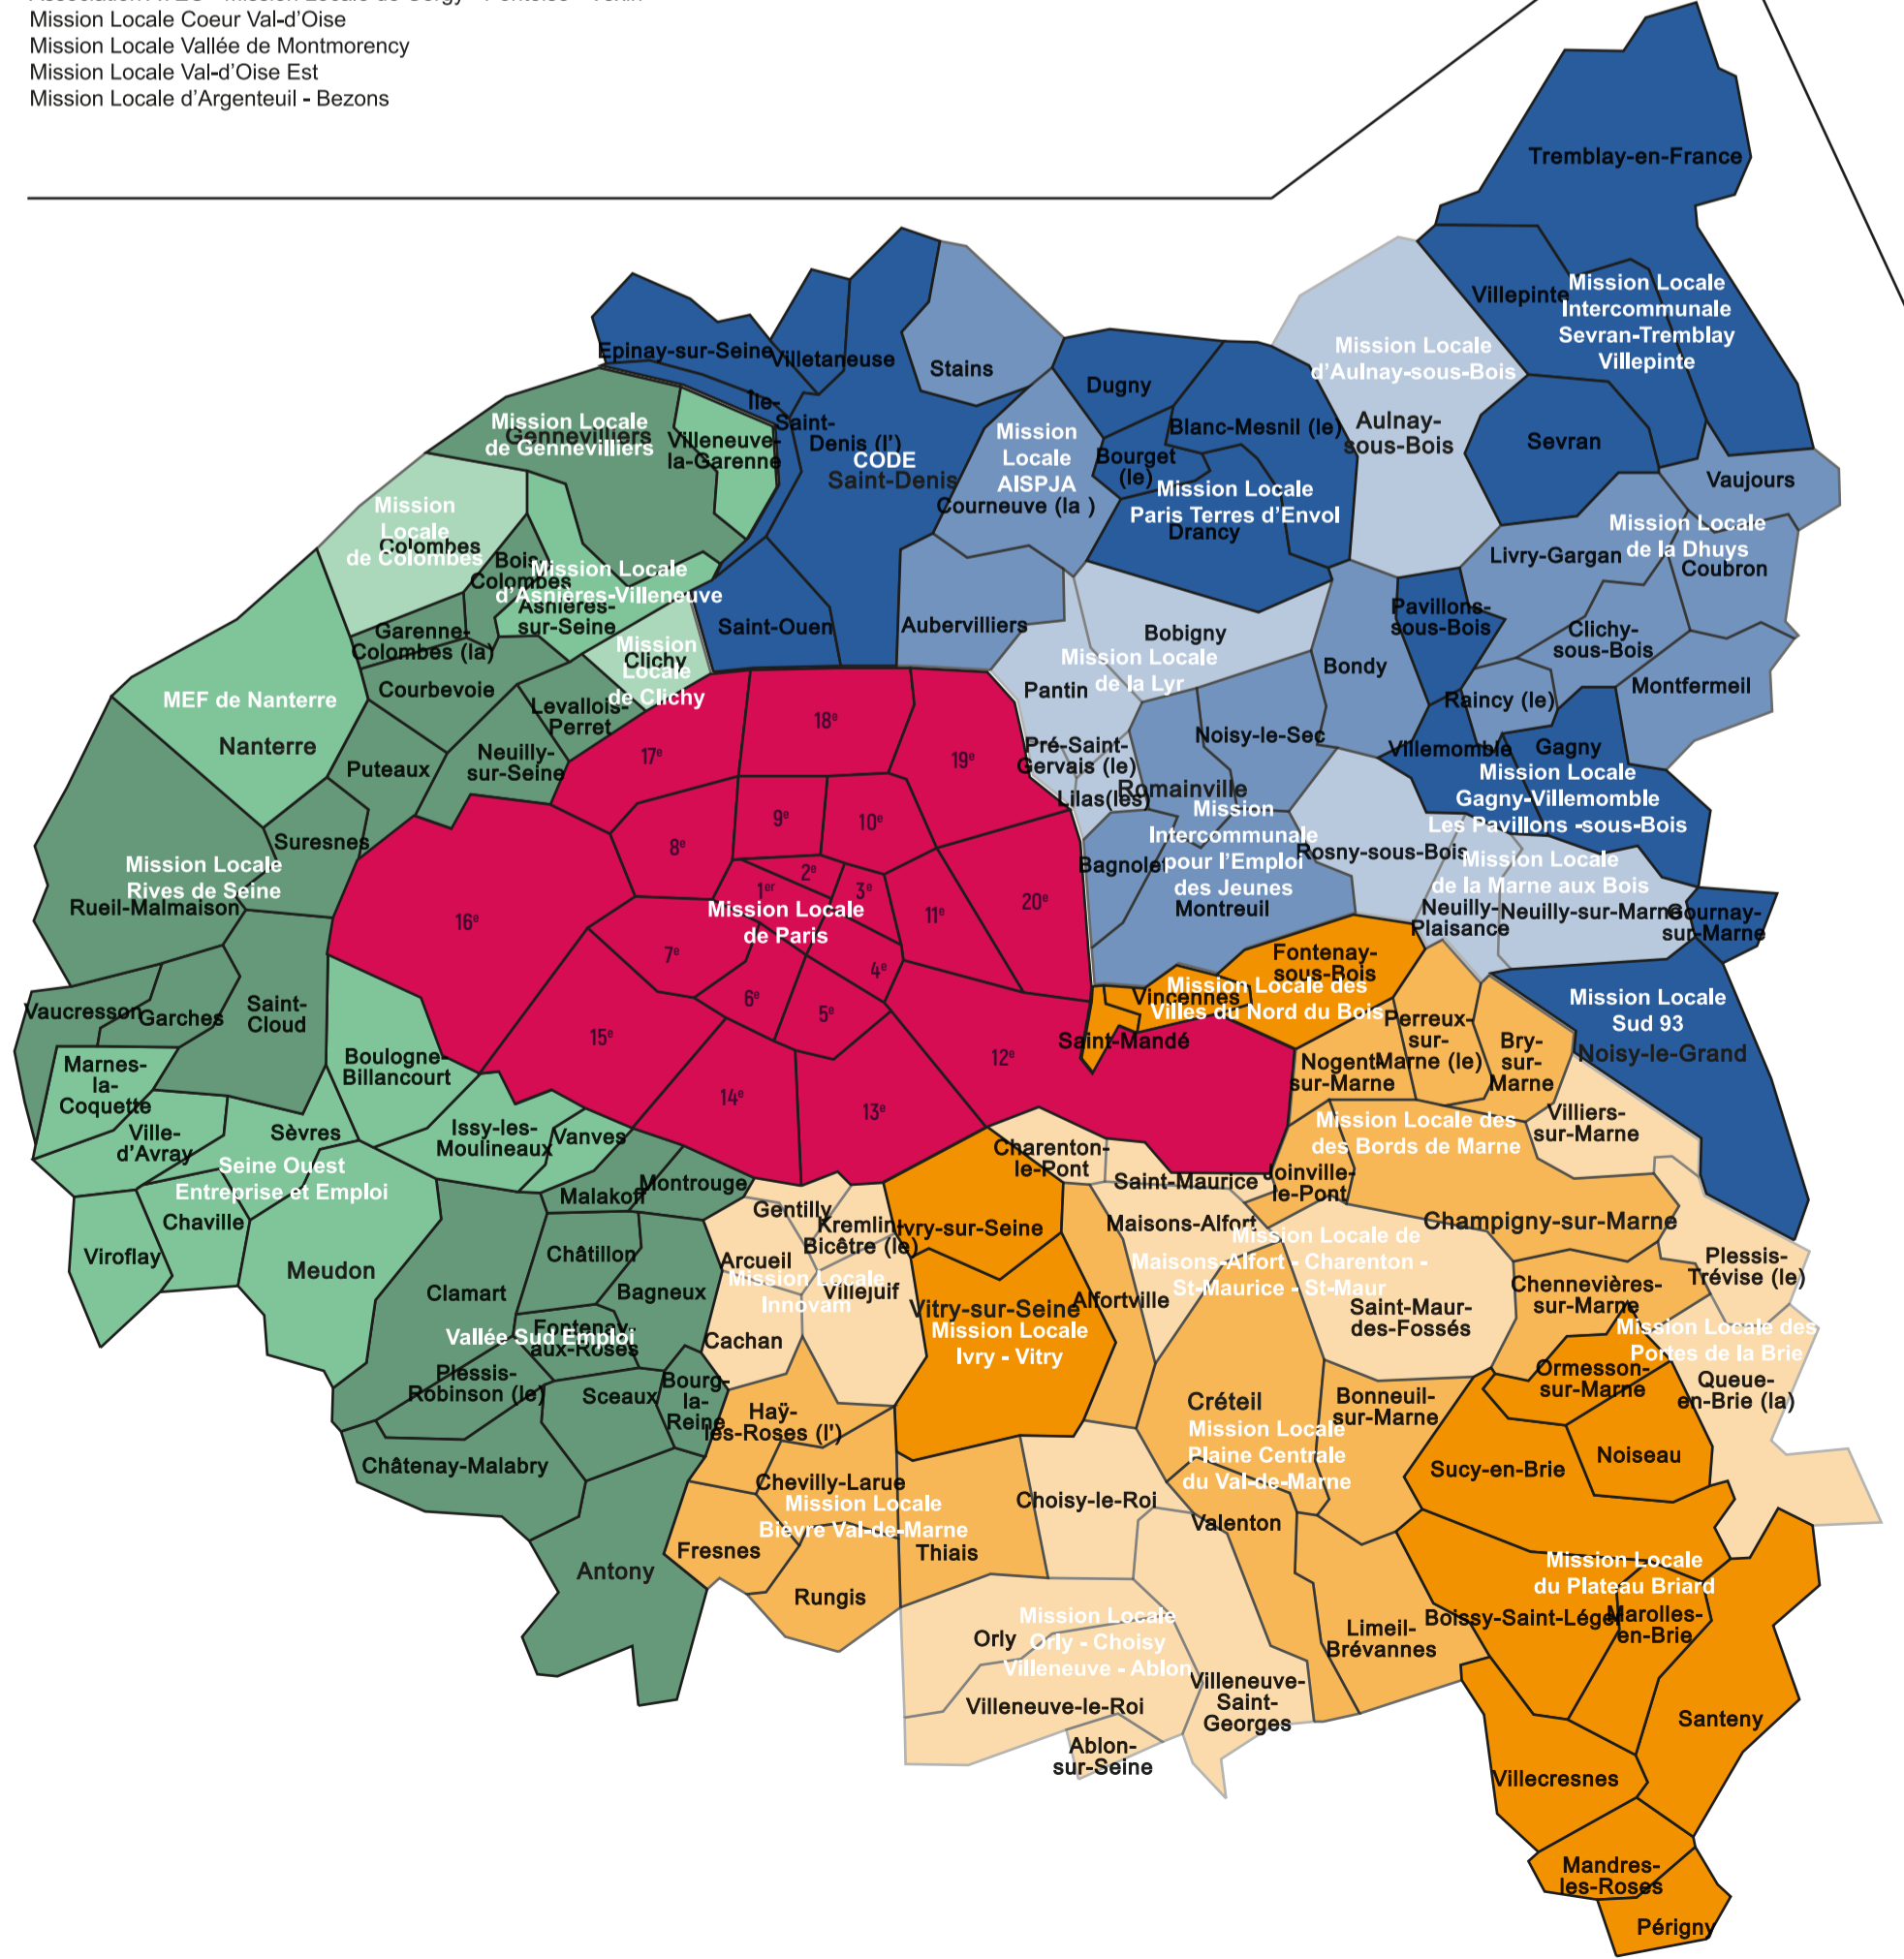 Mission Locale Coeur Val-d'Oise
Mission Locale Vallée de Montmorency
Mission Locale Val-d'Oise Est
Mission Locale d'Argenteuil - Bezons
Tremblay-en-France
Villepinte
Mission Locale
Intercommunale
Sevran-Tremblay
Villepinte
Epinay-sur-Seine
Villetaneuse
Stains
Dugny
Mission Locale
d'Aulnay-sous-Bois
Île-
Saint-
Denis (l')
CODE
Saint-Denis
Mission Locale
de Gennevilliers
Gennevilliers
Villeneuve-
la-Garenne
Mission
Locale
AISPJA
Courneuve (la )
Blanc-Mesnil (le)
Bourget
(le)
Mission Locale
Paris Terres d'Envol
Drancy
Aulnay-
sous-Bois
Sevran
Vaujours
Mission
Locale
de Colombes
Colombes
Bois-
Colombes
Mission Locale
d'Asnières-Villeneuve
Asnières-
sur-Seine
Livry-Gargan
Mission Locale
de la Dhuys
Coubron
Garenne-
Colombes (la)
Saint-Ouen
Aubervilliers
Bobigny
Pavillons-
sous-Bois
Clichy-
sous-Bois
Mission
Locale
de Clichy
Clichy
Mission Locale
de la Lyr
Pantin
Bondy
Raincy (le)
Montfermeil
MEF de Nanterre
Nanterre
Courbevoie
Levallois-
Perret
Puteaux
Neuilly-
sur-Seine
17e
18e
19e
Pré-Saint-
Gervais (le)
Lilas(les)
Noisy-le-Sec
Romainville
Villemomble
Gagny
Mission Locale
Gagny-Villemomble
Les Pavillons -sous-Bois
Suresnes
Mission Locale
Rives de Seine
Rueil-Malmaison
8e
9e
10e
2e
1er
3e
Mission Locale
de Paris
11e
20e
16e
7e
4e
6e
5e
15e
12e
14e
13e
Bagnolet
Mission
Intercommunale
pour l'Emploi
des Jeunes
Montreuil
Rosny-sous-Bois
Mission Locale
de la Marne aux Bois
Neuilly-
Plaisance
Neuilly-sur-Marne
Gournay-
sur-Marne
Vaucresson
Garches
Saint-
Cloud
Fontenay-
sous-Bois
Vincennes
Mission Locale des
Villes du Nord du Bois
Saint-Mandé
Mission Locale
Sud 93
Noisy-le-Grand
Marnes-
la-
Coquette
Boulogne-
Billancourt
Nogent-
sur-Marne
Perreux-
sur-
Marne (le)
Bry-
sur-
Marne
Ville-
d'Avray
Sèvres
Issy-les-
Moulineaux
Vanves
Seine Ouest
Entreprise et Emploi
Mission Locale des
des Bords de Marne
Villiers-
sur-Marne
Charenton-
le-Pont
Saint-Maurice
Joinville-
le-Pont
Malakoff
Montrouge
Chaville
Viroflay
Meudon
Gentilly
Kremlin-
Bicêtre (le)
Ivry-sur-Seine
Maisons-Alfort
Mission Locale de
Maisons-Alfort - Charenton -
St-Maurice - St-Maur
Champigny-sur-Marne
Plessis-
Trévise (le)
Châtillon
Clamart
Bagneux
Arcueil
Mission Locale
Innovam
Villejuif
Vitry-sur-Seine
Mission Locale
Ivry - Vitry
Alfortville
Saint-Maur-
des-Fossés
Chennevières-
sur-Marne
Mission Locale des
Portes de la Brie
Vallée Sud Emploi
Fontenay-
aux-Roses
Cachan
Plessis-
Robinson (le)
Sceaux
Bourg-
la-
Reine
Haÿ-
les-Roses (l')
Créteil
Mission Locale
Plaine Centrale
du Val-de-Marne
Bonneuil-
sur-Marne
Ormesson-
sur-Marne
Queue-
en-Brie (la)
Noiseau
Sucy-en-Brie
Châtenay-Malabry
Chevilly-Larue
Mission Locale
Bièvre Val-de-Marne
Choisy-le-Roi
Valenton
Antony
Fresnes
Thiais
Rungis
Mission Locale
du Plateau Briard
Boissy-Saint-Léger
Marolles-
en-Brie
Limeil-
Brévannes
Orly
Mission Locale
Orly - Choisy
Villeneuve - Ablon
Villeneuve-le-Roi
Villeneuve-
Saint-
Georges
Ablon-
sur-Seine
Santeny
Villecresnes
Mandres-
les-Roses
Périgny